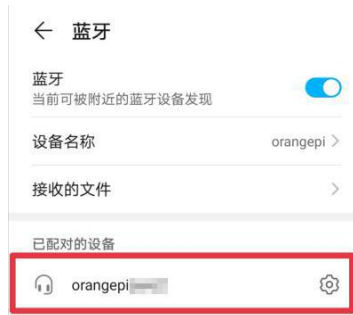 蓝牙
蓝牙
当前可被附近的蓝牙设备发现
设备名称 orangepi
接收的文件
已配对的设备
orangepi